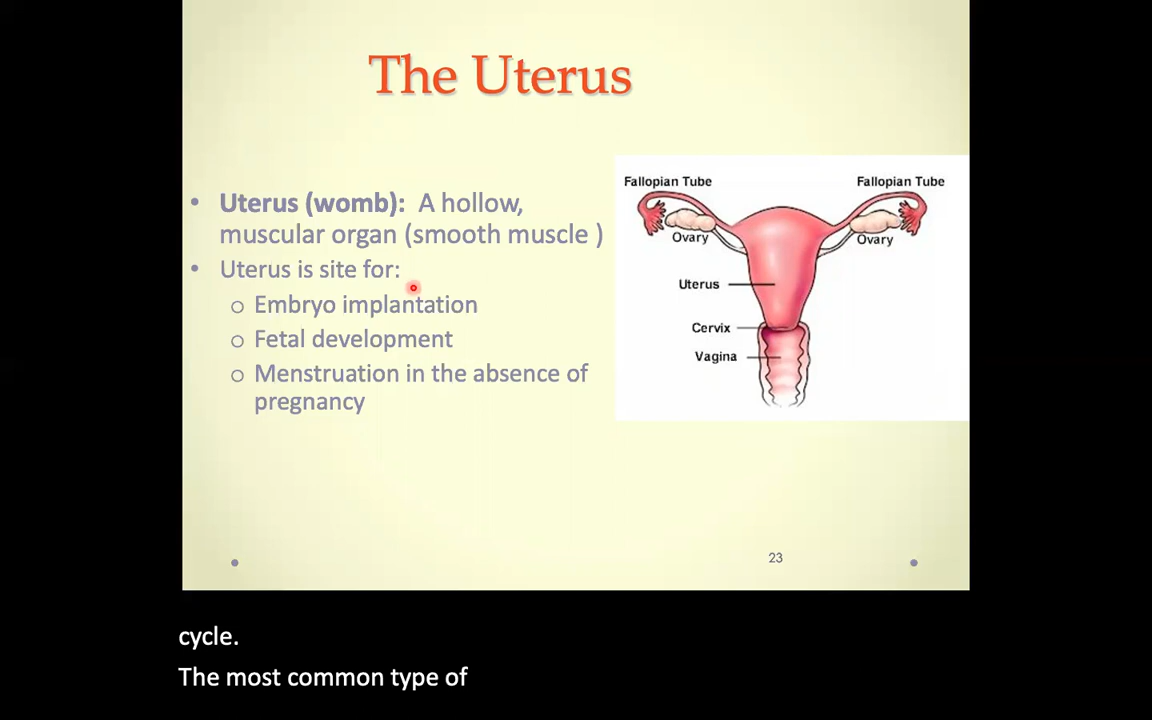 The Uterus
• Uterus (womb): A hollow,
muscular organ (smooth muscle )
• Uterus is site for:
o Embryo implantation
o Fetal development
o Menstruation in the absence of
pregnancy
Fallopian Tube
Fallopian Tube
Ovary
Ovary
Uterus
Cervix
Vagina
23
cycle.
The most common type of